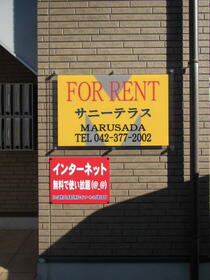 FOR RENT
サニーテラス
MARUSADA
TEL 042-377-2002
インターネット
無料で使い放題(@_@)